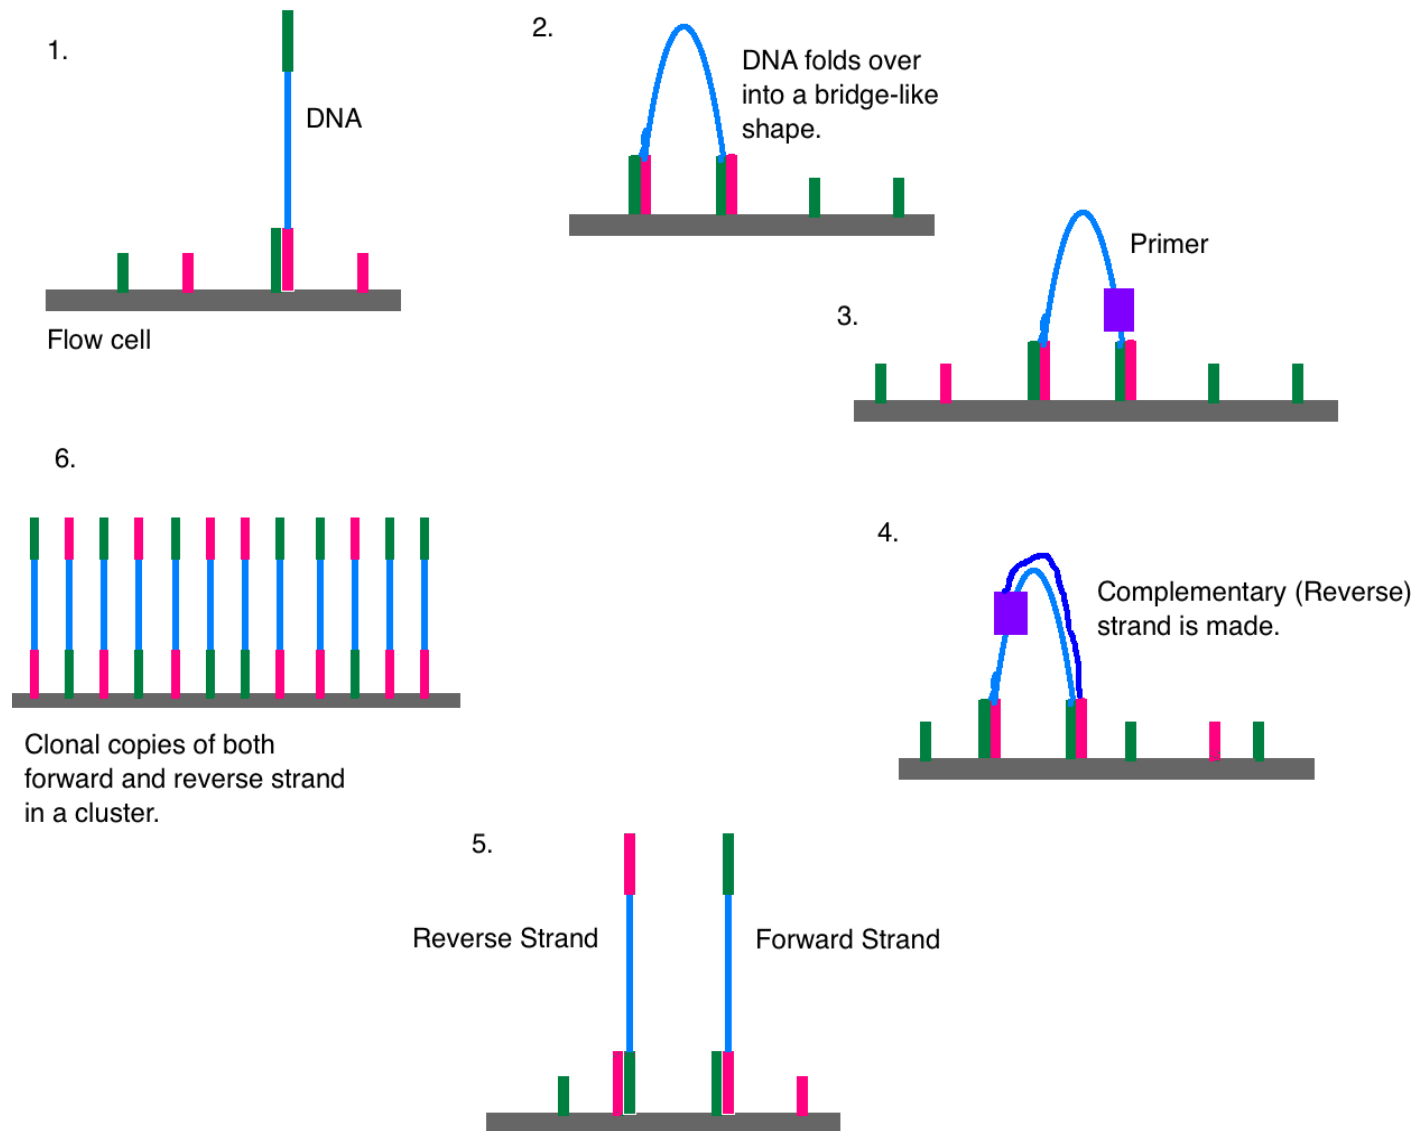 1.
DNA
Flow cell
2.
DNA folds over
into a bridge-like
shape.
3.
Primer
4.
Complementary (Reverse)
strand is made.
5.
Reverse Strand
Forward Strand
6.
Clonal copies of both
forward and reverse strand
in a cluster.